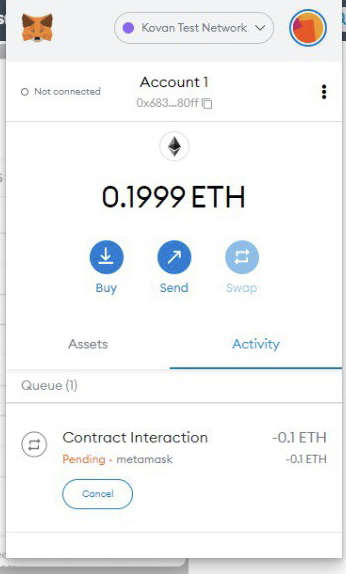 Kovan Test Network
Not connected
Account 1
0x683...80ff
0.1999 ETH
Buy
Send
Swap
Assets
Activity
Queue (1)
Contract Interaction
-0.1 ETH
Pending · metamask
-0.1 ETH
Cancel